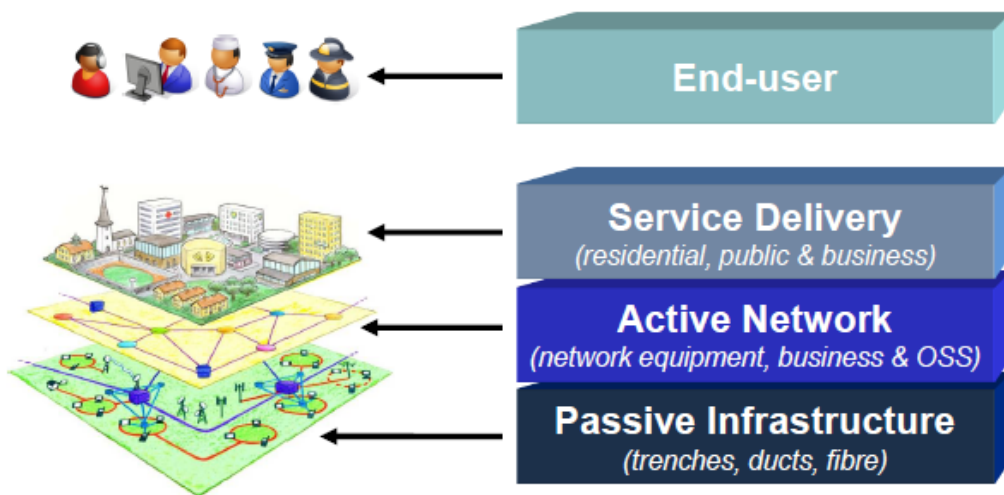 End-user
Service Delivery
(residential, public & business)
Active Network
(network equipment, business & OSS)
Passive Infrastructure
(trenches, ducts, fibre)